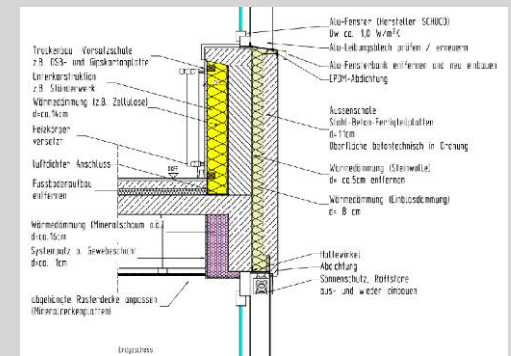 Trockenbau Vorsatzschale
z.B. OSB- und Gipskartonplatte
Unterkonstruktion
z.B. Ständerwerk
Wärmedämmung (z.B. Zellulose)
d=ca.14cm
Heizkörper
versetzt
luftdichter Anschluss
Fussbodenaufbau
entfernen
Wärmedämmung (Mineralschaum o.ä.)
d=ca.16cm
Systemputz o. Gewebeschicht
d=ca. 1cm
abgehängte Rasterdecke anpassen
(Mineraldeckenplatten)
Erdgeschoss
OKFF
Alu-Fenster (Hersteller SCHÜCO)
Uw ca. 1,0 W/m²K
Alu-Leibungsblech prüfen / erneuern
Alu-Fensterbank entfernen und neu einbauen
EPDM-Abdichtung
Aussenschale
Stahl-Beton-Fertigteilplatten
d=11cm
Oberfläche betontechnisch in Ordnung
Wärmedämmung (Steinwolle)
d= ca.5cm entfernen
Wärmedämmung (Einblasdämmung)
d= 8 cm
Haltewinkel
Abdichtung
Sonnenschutz, Raffstore
aus- und wieder einbauen